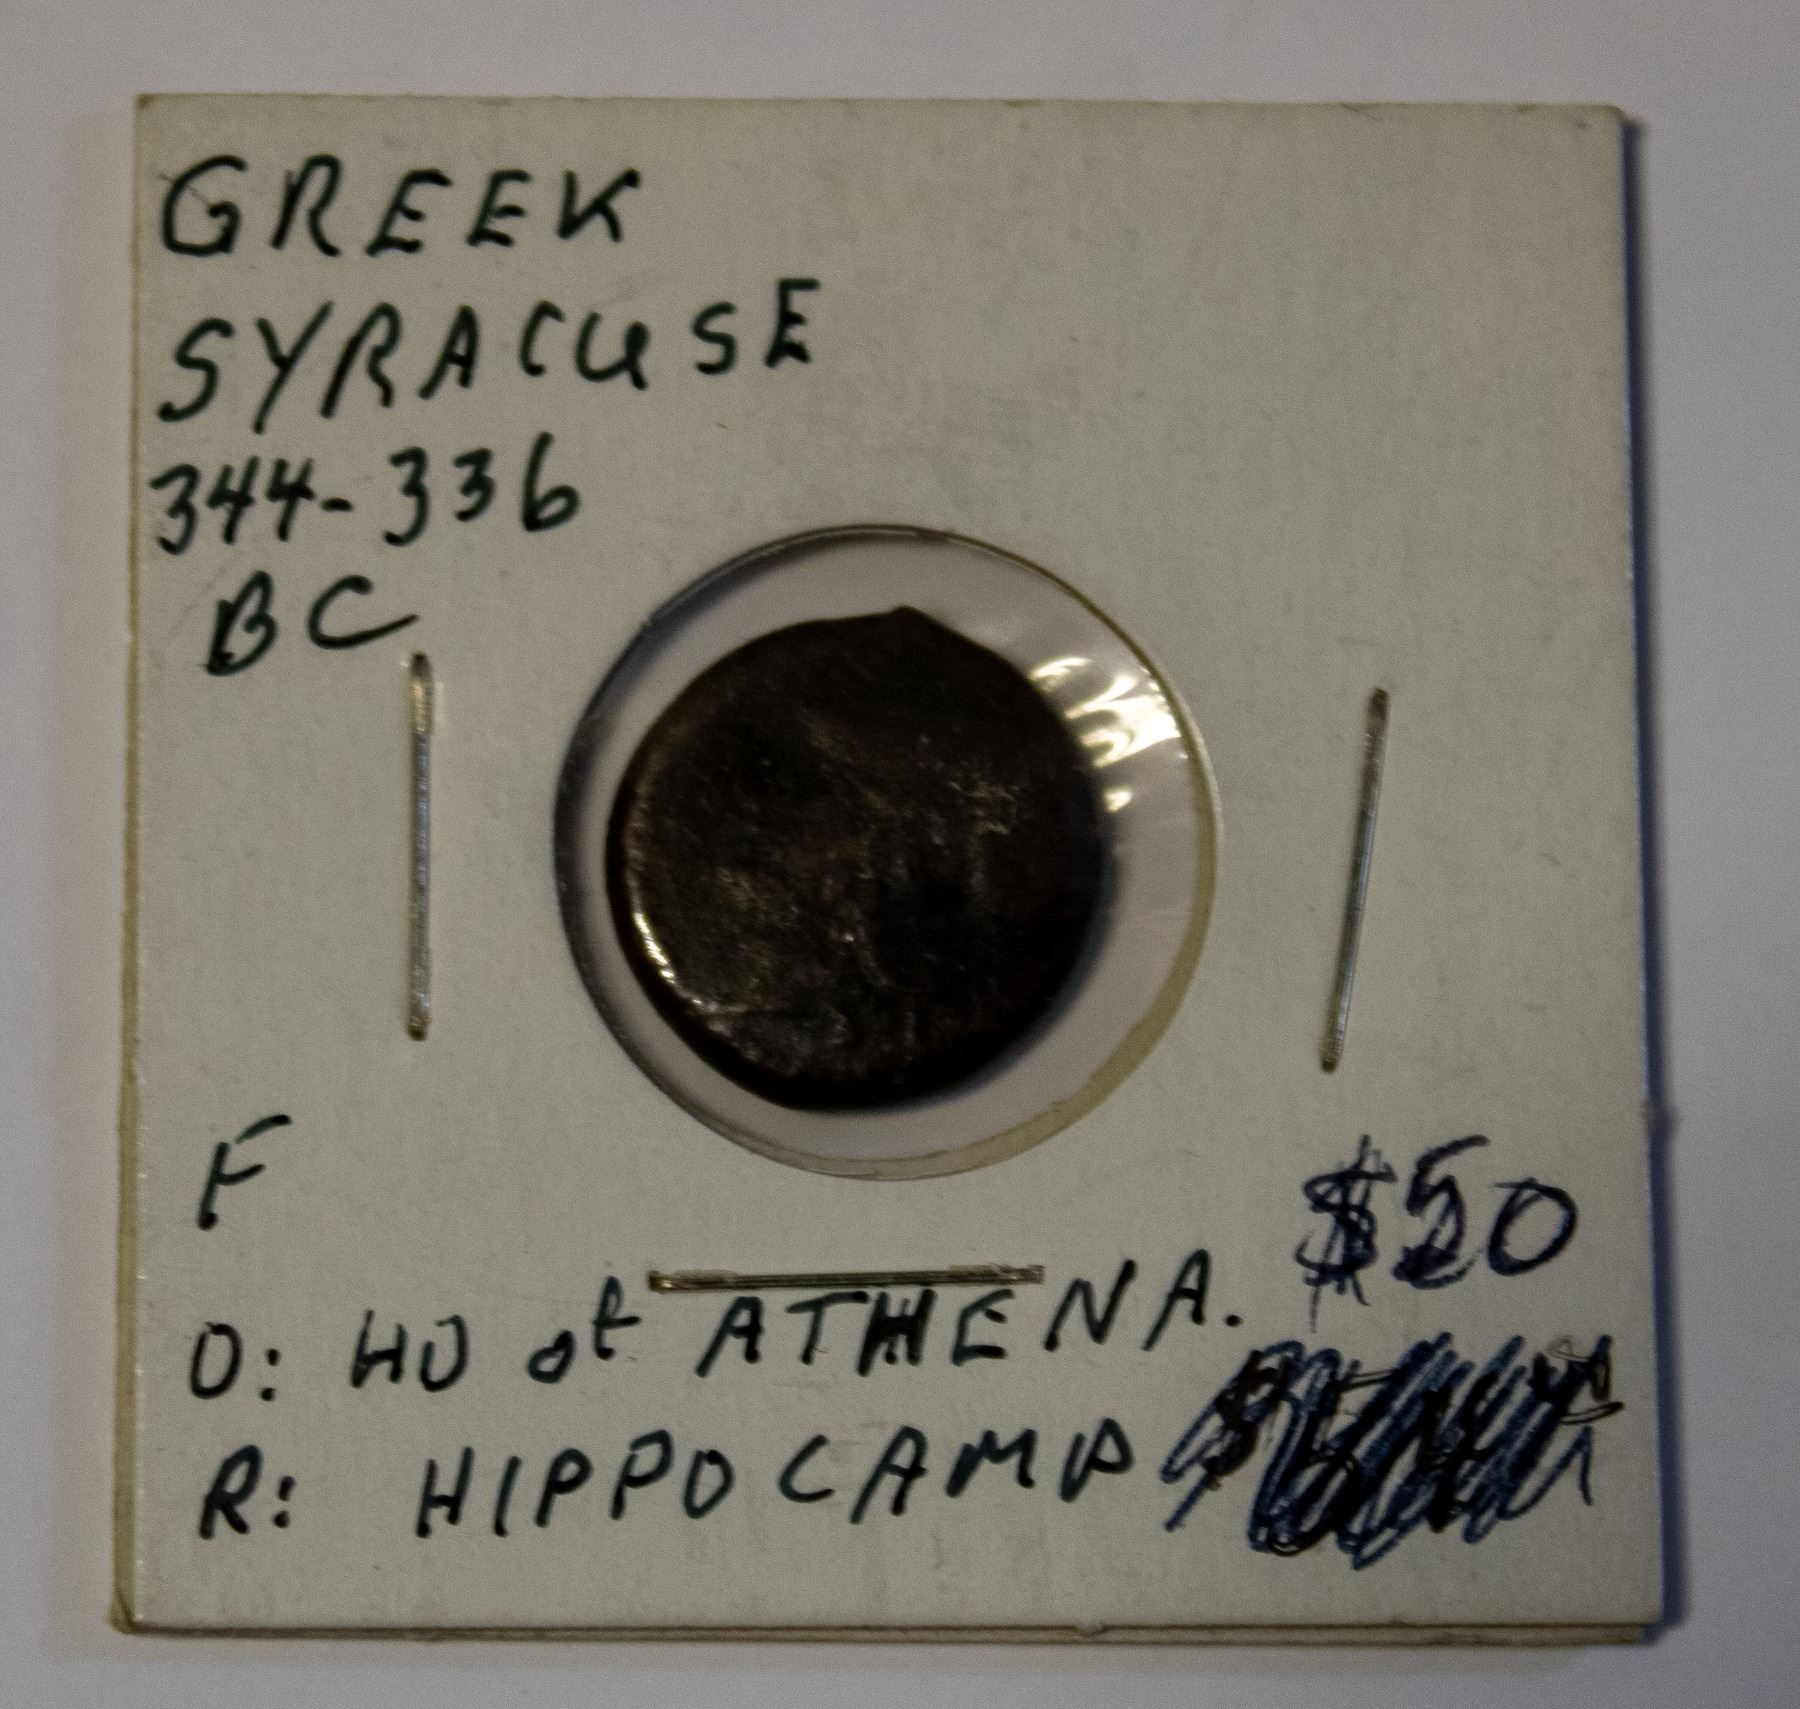 GREEK
SYRACUSE
344-336
BC
F
$50
O: HD of ATHENA.
R: HIPPOCAMP